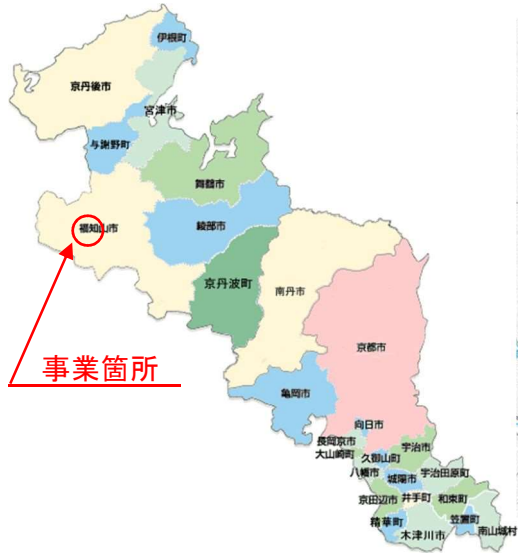 伊根町
京丹後市
宮津市
与謝野町
舞鶴市
福知山市
綾部市
京丹波町
南丹市
京都市
事業箇所
亀岡市
向日市
長岡京市
大山崎町
宇治市
久御山町
八幡市
宇治田原町
城陽市
京田辺市
井手町
和束町
精華町
笠置町
木津川市
南山城村